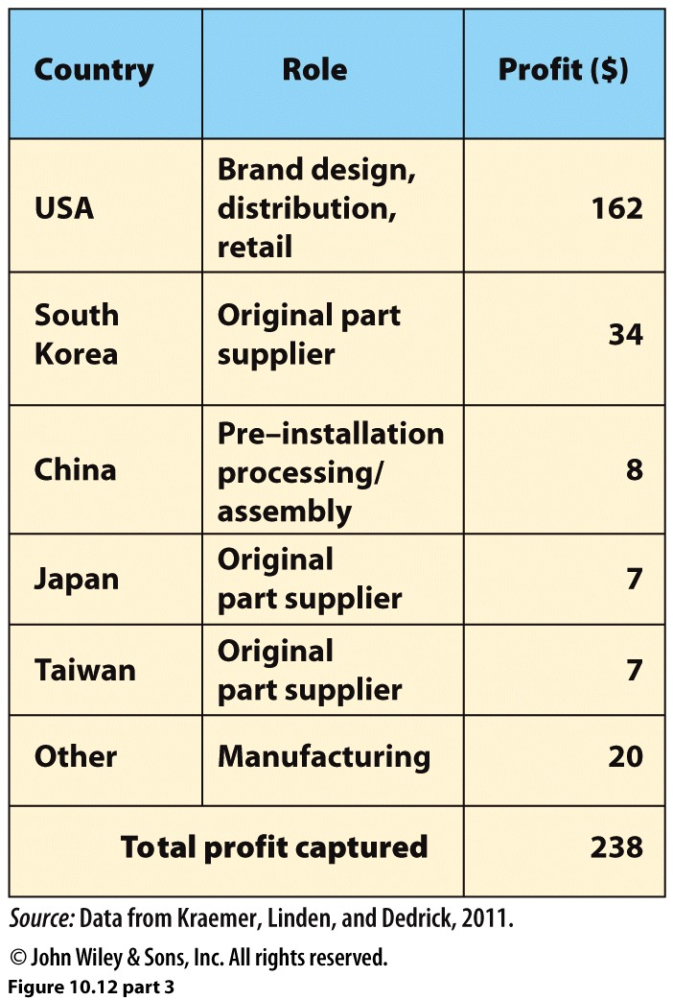 Country Role Profit ($)
USA
Brand design,
distribution,
retail
162
South
Korea
Original part
supplier
34
China
Pre–installation
processing/
assembly
8
Japan
Original
part supplier
7
Taiwan
Original
part supplier
7
Other Manufacturing 20
Total profit captured 238
Source: Data from Kraemer, Linden, and Dedrick, 2011.
© John Wiley & Sons, Inc. All rights reserved.
Figure 10.12 part 3